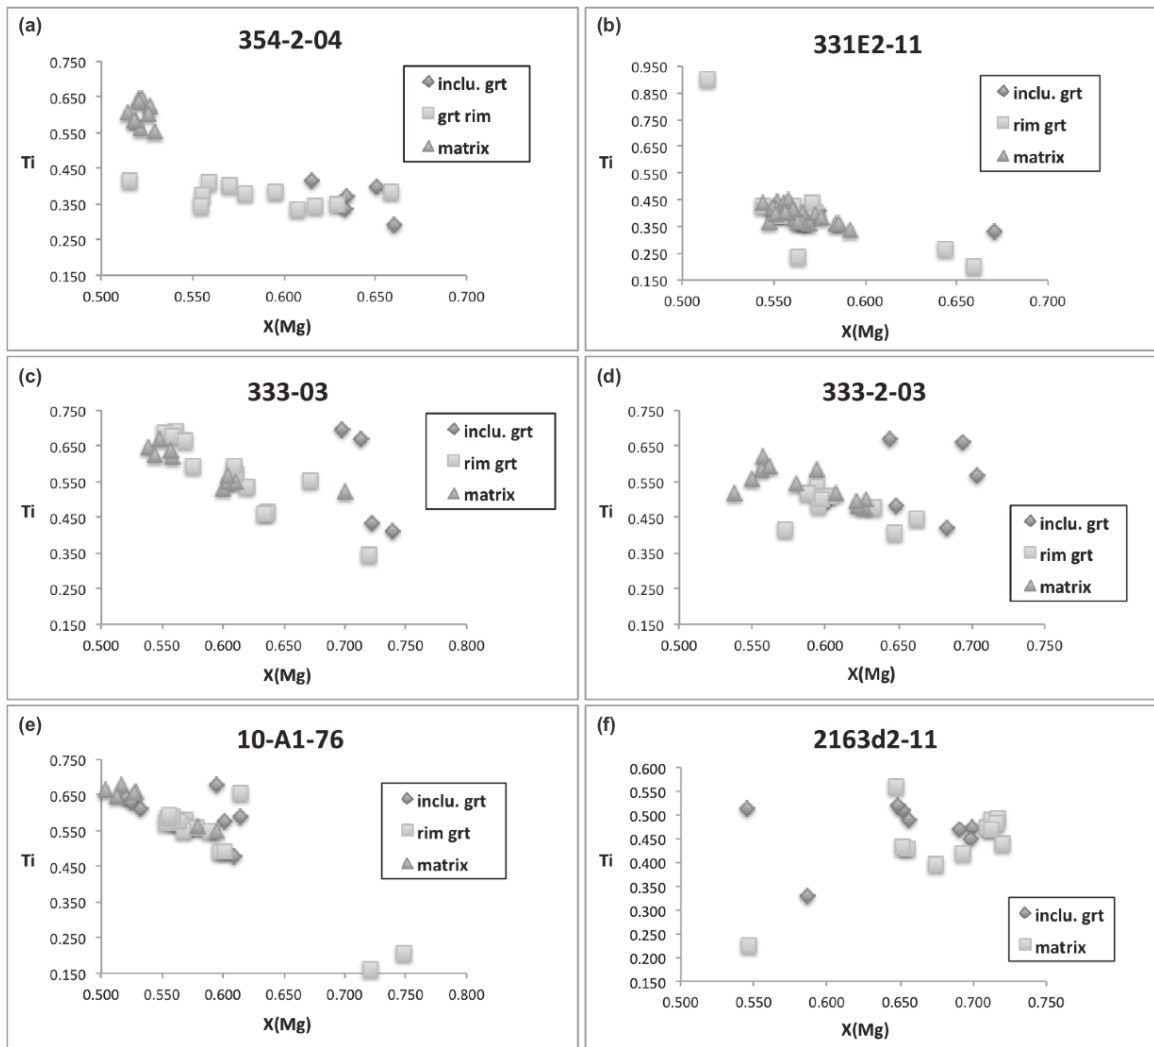 (a)
354-2-04
0.750
0.650
0.550
0.450
0.350
0.250
0.150
Ti
0.500 0.550 0.600 0.650 0.700
X(Mg)
inclu. grt
grt rim
matrix
(b)
331E2-11
0.950
0.850
0.750
0.650
0.550
0.450
0.350
0.250
0.150
Ti
0.500 0.550 0.600 0.650 0.700
X(Mg)
inclu. grt
rim grt
matrix
(c)
333-03
0.750
0.650
0.550
0.450
0.350
0.250
0.150
Ti
0.500 0.550 0.600 0.650 0.700 0.750 0.800
X(Mg)
inclu. grt
rim grt
matrix
(d)
333-2-03
0.750
0.650
0.550
0.450
0.350
0.250
0.150
Ti
0.500 0.550 0.600 0.650 0.700 0.750
X(Mg)
inclu. grt
rim grt
matrix
(e)
10-A1-76
0.750
0.650
0.550
0.450
0.350
0.250
0.150
Ti
0.500 0.550 0.600 0.650 0.700 0.750 0.800
X(Mg)
inclu. grt
rim grt
matrix
(f)
2163d2-11
0.600
0.550
0.500
0.450
0.400
0.350
0.300
0.250
0.200
0.150
Ti
0.500 0.550 0.600 0.650 0.700 0.750
X(Mg)
inclu. grt
matrix